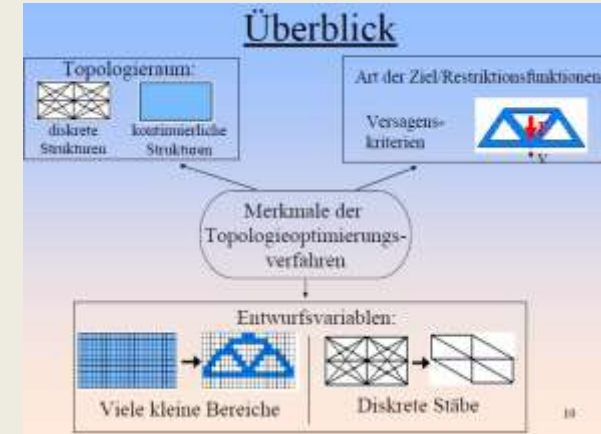 Überblick
Topologieraum:
diskrete
Strukturen
kontinuierliche
Strukturen
Art der Ziel/Restriktionsfunktionen
Versagens-
kriterien
F
v
Merkmale der
Topologieoptimierungs-
verfahren
Entwurfsvariablen:
Viele kleine Bereiche
Diskrete Stäbe
10